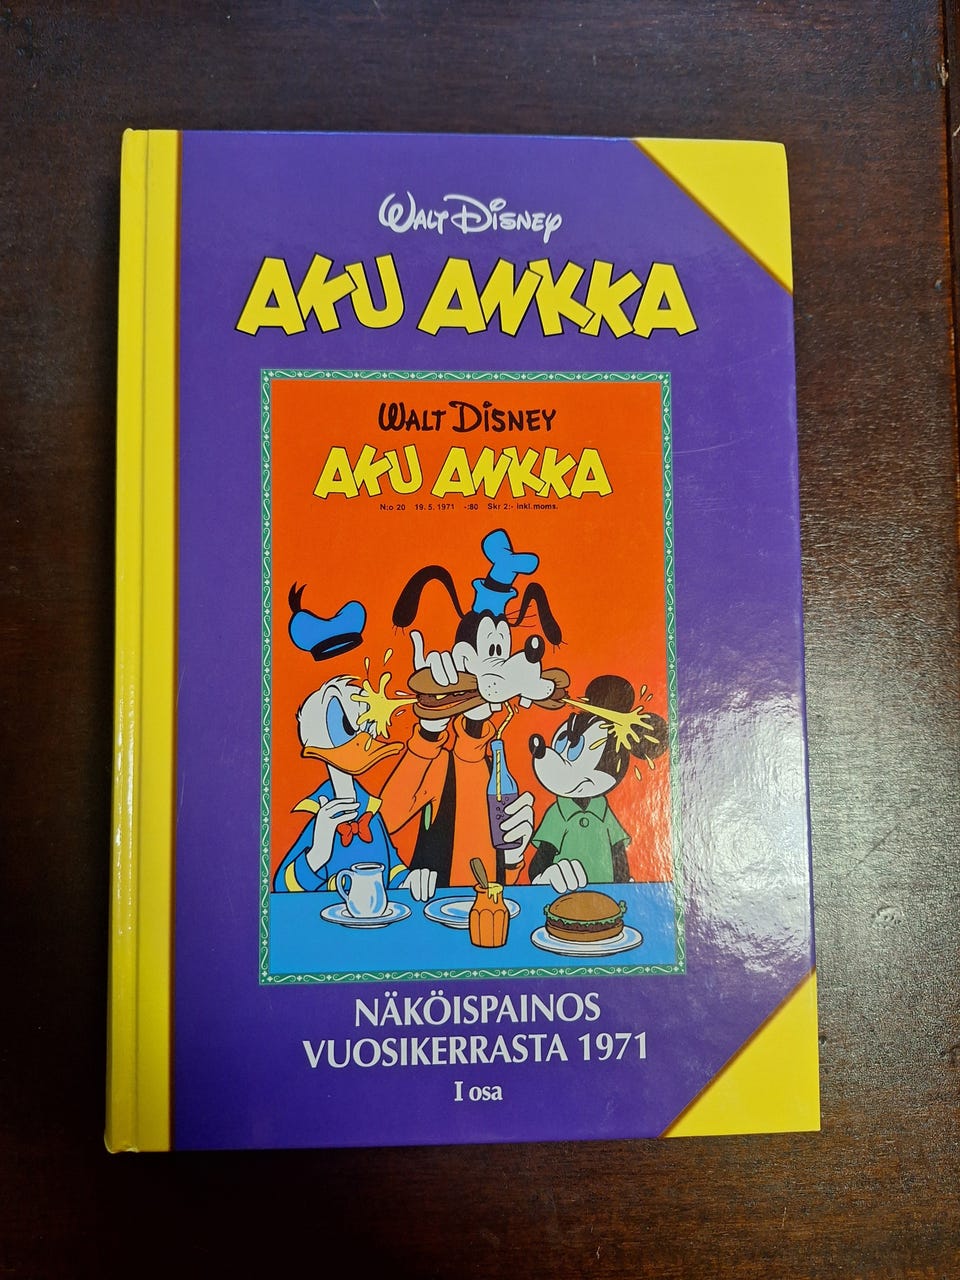 WALT DISNEY
AKU ANKKA
WALT DISNEY
AKU ANKKA
N:o 20 19.5.1971 -:80 Skr 2:- inkl.moms.
NÄKÖISPAINOS
VUOSIKERRASTA 1971
I osa